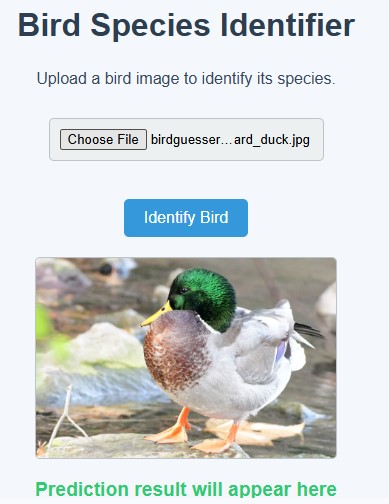 Bird Species Identifier
Upload a bird image to identify its species.
Choose File birdguesser...ard_duck.jpg
Identify Bird
Prediction result will appear here